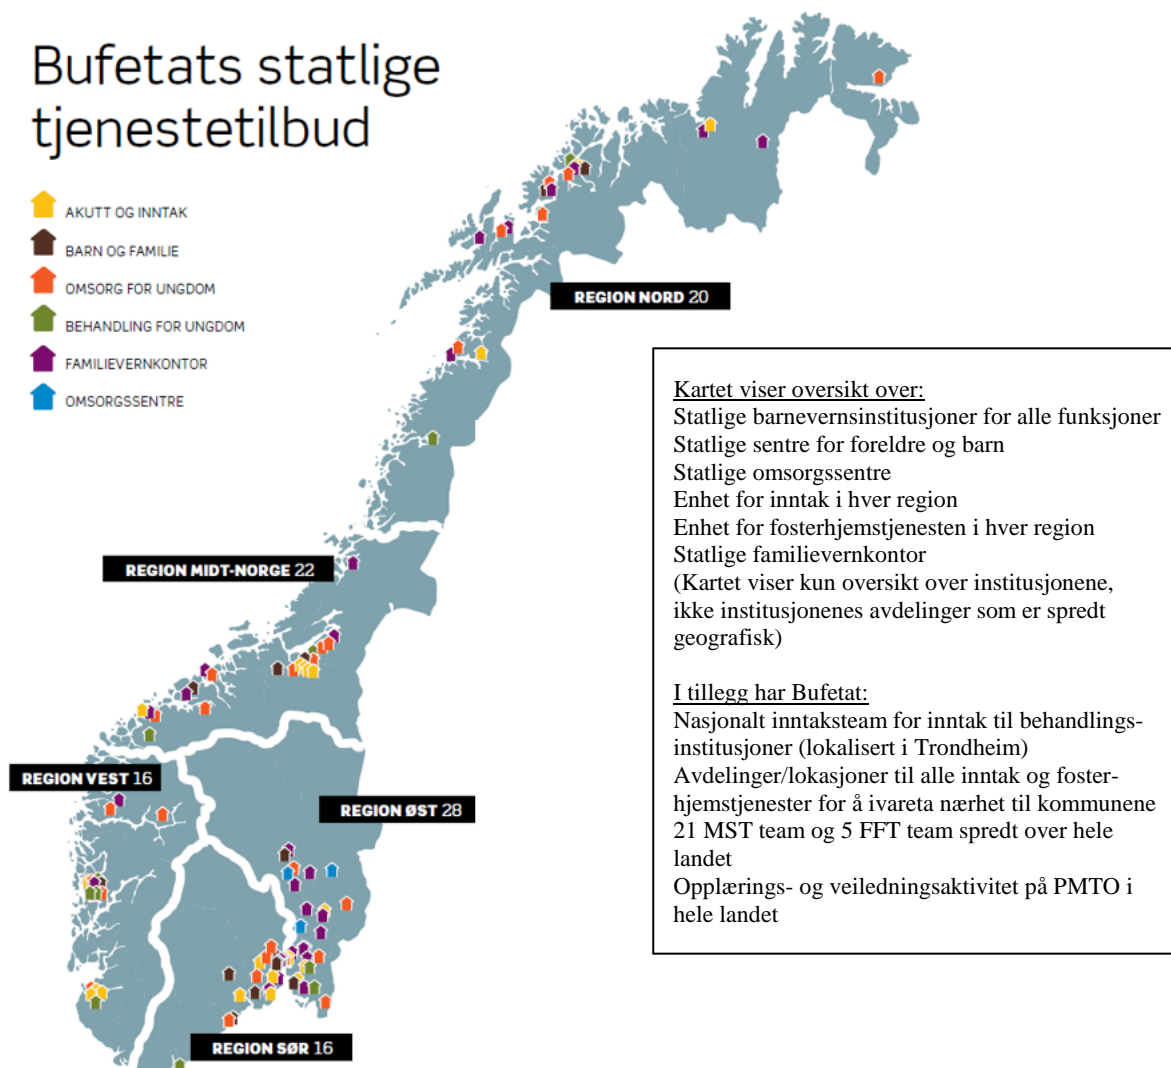 Bufetats statlige
tjenestetilbud
AKUTT OG INNTAK
BARN OG FAMILIE
OMSORG FOR UNGDOM
BEHANDLING FOR UNGDOM
FAMILIEVERNKONTOR
OMSORGSSENTRE
REGION NORD 20
REGION MIDT-NORGE 22
REGION VEST 16
REGION ØST 28
REGION SØR 16
Kartet viser oversikt over:
Statlige barnevernsinstitusjoner for alle funksjoner
Statlige sentre for foreldre og barn
Statlige omsorgssentre
Enhet for inntak i hver region
Enhet for fosterhjemstjenesten i hver region
Statlige familievernkontor
(Kartet viser kun oversikt over institusjonene,
ikke institusjonenes avdelinger som er spredt
geografisk)
I tillegg har Bufetat:
Nasjonalt inntaksteam for inntak til behandlings-
institusjoner (lokalisert i Trondheim)
Avdelinger/lokasjoner til alle inntak og foster-
hjemstjenester for å ivareta nærhet til kommunene
21 MST team og 5 FFT team spredt over hele
landet
Opplærings- og veiledningsaktivitet på PMTO i
hele landet